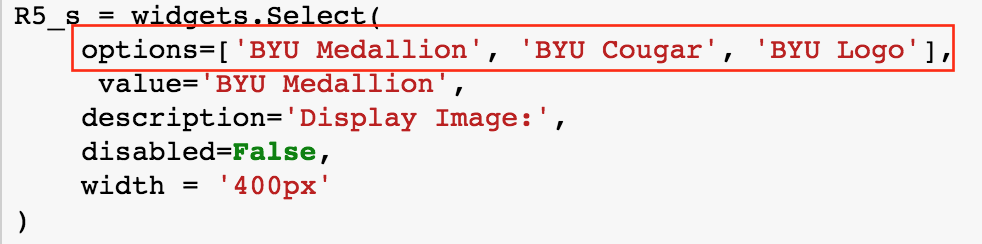 R5_s = widgets.Select(
options=['BYU Medallion', 'BYU Cougar', 'BYU Logo'],
value='BYU Medallion',
description='Display Image:',
disabled=False,
width = '400px'
)